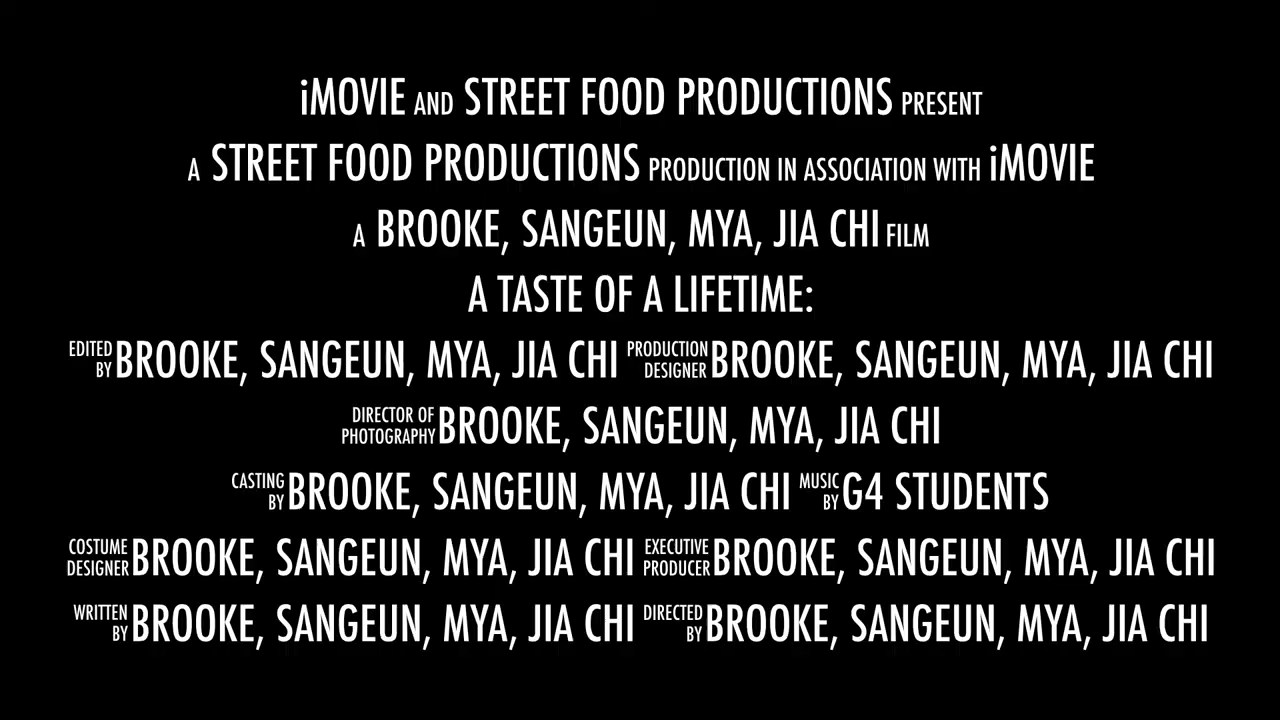 iMOVIE AND STREET FOOD PRODUCTIONS PRESENT
A STREET FOOD PRODUCTIONS PRODUCTION IN ASSOCIATION WITH iMOVIE
A BROOKE, SANGEUN, MYA, JIA CHI FILM
A TASTE OF A LIFETIME:
EDITED BY BROOKE, SANGEUN, MYA, JIA CHI PRODUCTION DESIGNER BROOKE, SANGEUN, MYA, JIA CHI
DIRECTOR OF PHOTOGRAPHY BROOKE, SANGEUN, MYA, JIA CHI
CASTING BY BROOKE, SANGEUN, MYA, JIA CHI MUSIC BY G4 STUDENTS
COSTUME DESIGNER BROOKE, SANGEUN, MYA, JIA CHI EXECUTIVE PRODUCER BROOKE, SANGEUN, MYA, JIA CHI
WRITTEN BY BROOKE, SANGEUN, MYA, JIA CHI DIRECTED BY BROOKE, SANGEUN, MYA, JIA CHI